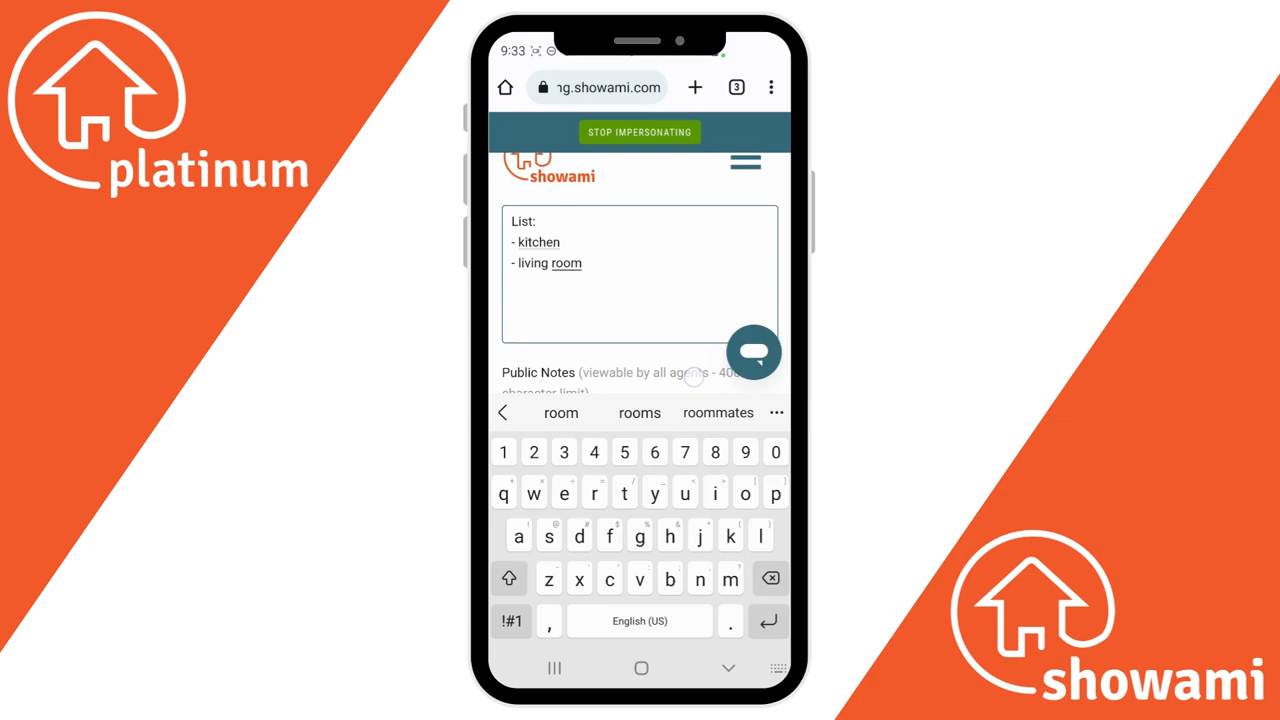 platinum
9:33
ng.showami.com
3
STOP IMPERSONATING
showami
List:
- kitchen
- living room
Public Notes (viewable by all agents - 400
character limit)
room rooms roommates
1 2 3 4 5 6 7 8 9 0
q w e r t y u i o p
a s d f g h j k l
z x c v b n m
!#1 , English (US) .
showami